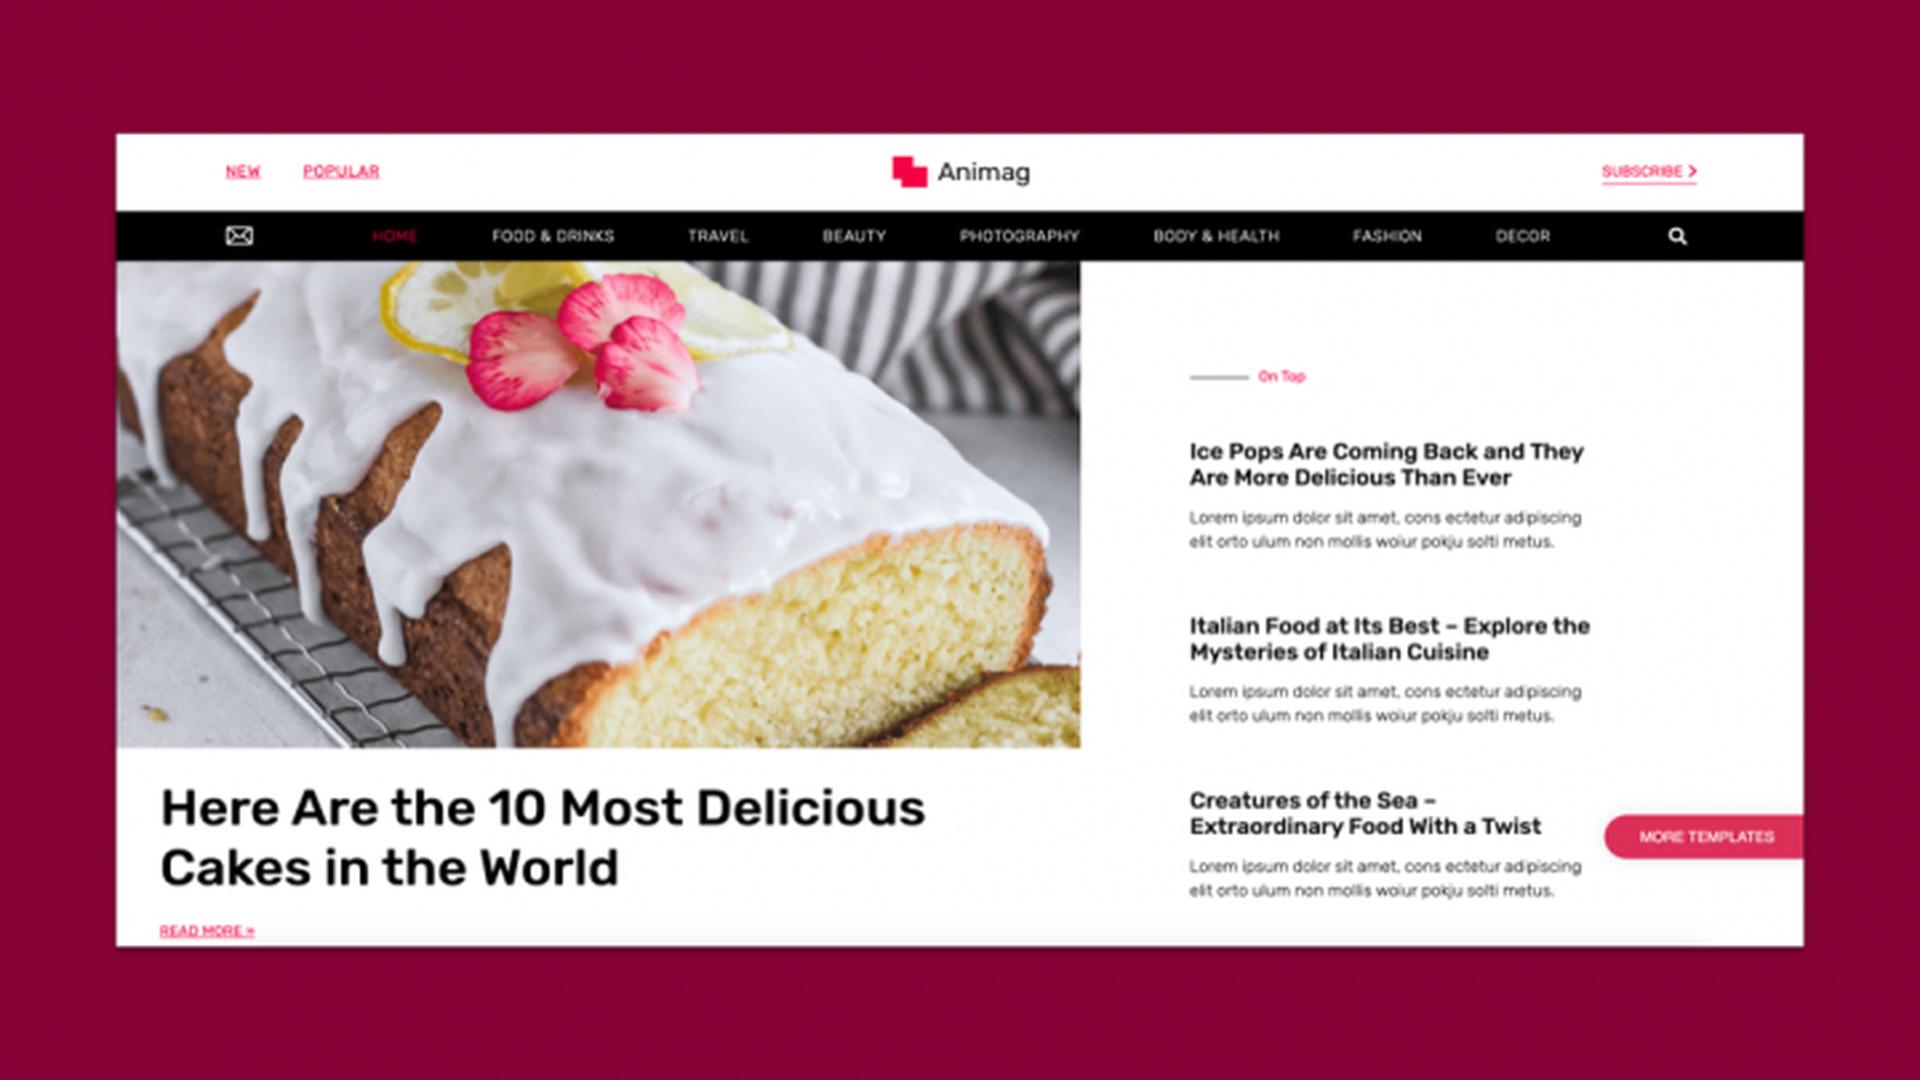 NEW
POPULAR
Animag
SUBSCRIBE
HOME
FOOD & DRINKS
TRAVEL
BEAUTY
PHOTOGRAPHY
BODY & HEALTH
FASHION
DECOR
Here Are the 10 Most Delicious
Cakes in the World
READ MORE »
On Top
Ice Pops Are Coming Back and They
Are More Delicious Than Ever
Lorem ipsum dolor sit amet, cons ectetur adipiscing
elit orto ulum non mollis woiur pokju solti metus.
Italian Food at Its Best – Explore the
Mysteries of Italian Cuisine
Lorem ipsum dolor sit amet, cons ectetur adipiscing
elit orto ulum non mollis woiur pokju solti metus.
Creatures of the Sea –
Extraordinary Food With a Twist
Lorem ipsum dolor sit amet, cons ectetur adipiscing
elit orto ulum non mollis woiur pokju solti metus.
MORE TEMPLATES